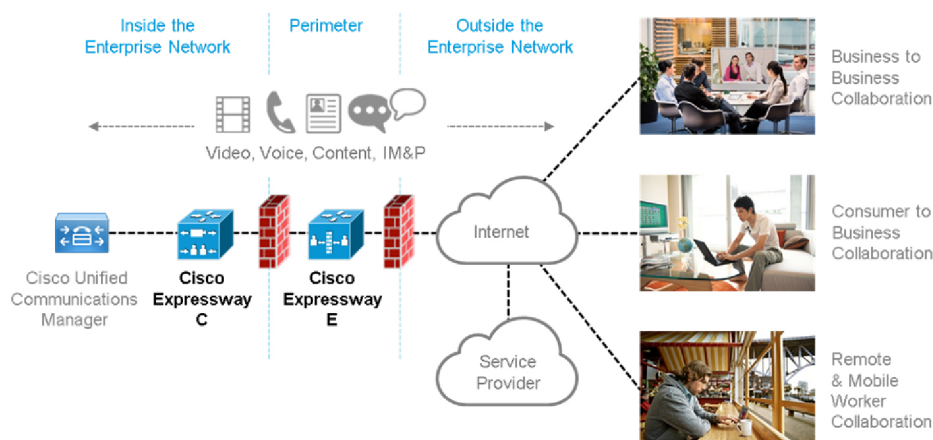 Inside the
Enterprise Network
Perimeter
Outside the
Enterprise Network
Video, Voice, Content, IM&P
Business to
Business
Collaboration
Cisco Unified
Communications
Manager
Cisco
Expressway
C
Cisco
Expressway
E
Internet
Consumer to
Business
Collaboration
Service
Provider
Remote
& Mobile
Worker
Collaboration